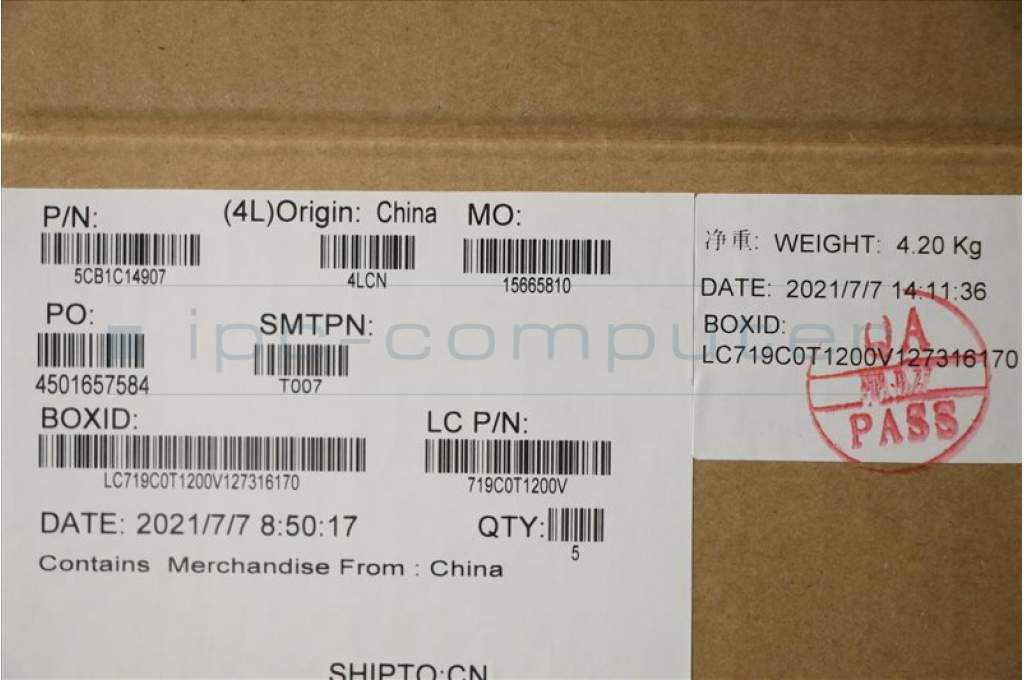 P/N:
5CB1C14907
(4L)Origin: China
4LCN
MO:
15665810
PO:
4501657584
SMTPN:
T007
BOXID:
LC719C0T1200V127316170
LC P/N:
719C0T1200V
DATE: 2021/7/7 8:50:17
QTY:
5
Contains Merchandise From : China
SHIPTO:CN
净重: WEIGHT: 4.20 Kg
DATE: 2021/7/7 14:11:36
BOXID:
LC719C0T1200V127316170
QA
PASS
ipc-computer